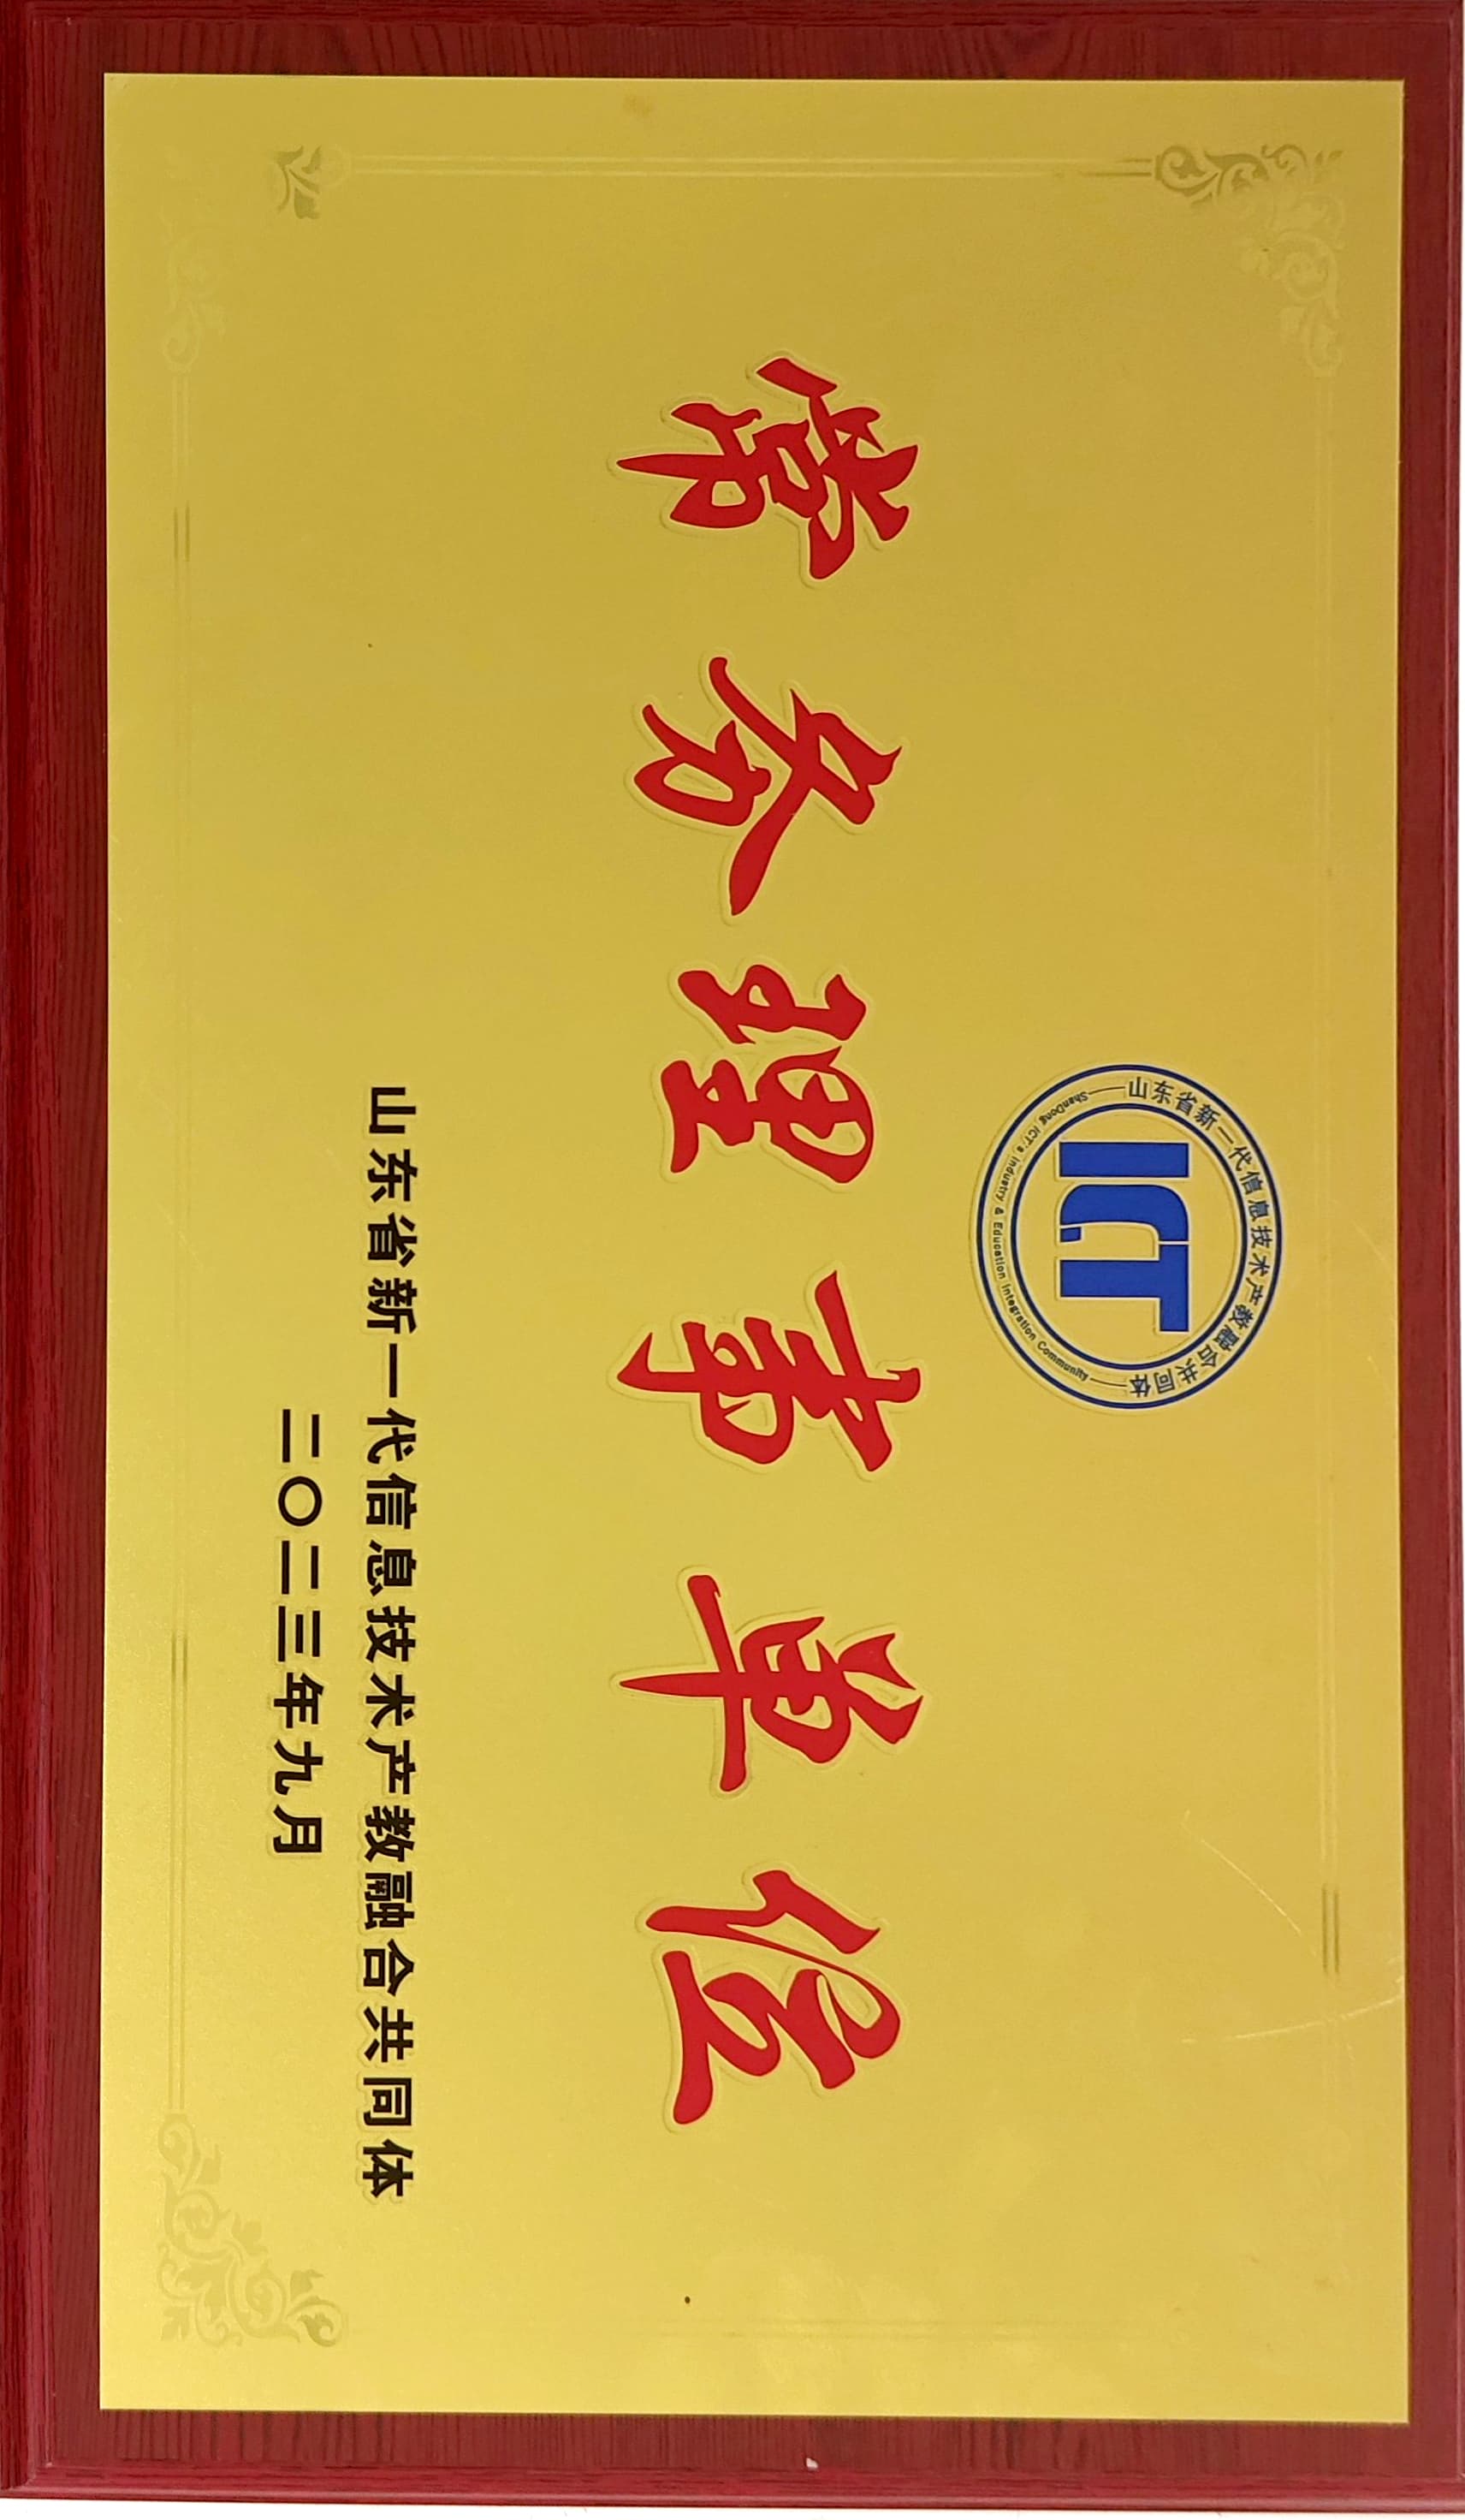 山东省新一代信息技术产教融合共同体
ICT
ShanDong ICT's Industry & Education Integration Community
常务理事单位
山东省新一代信息技术产教融合共同体
二〇二三年九月